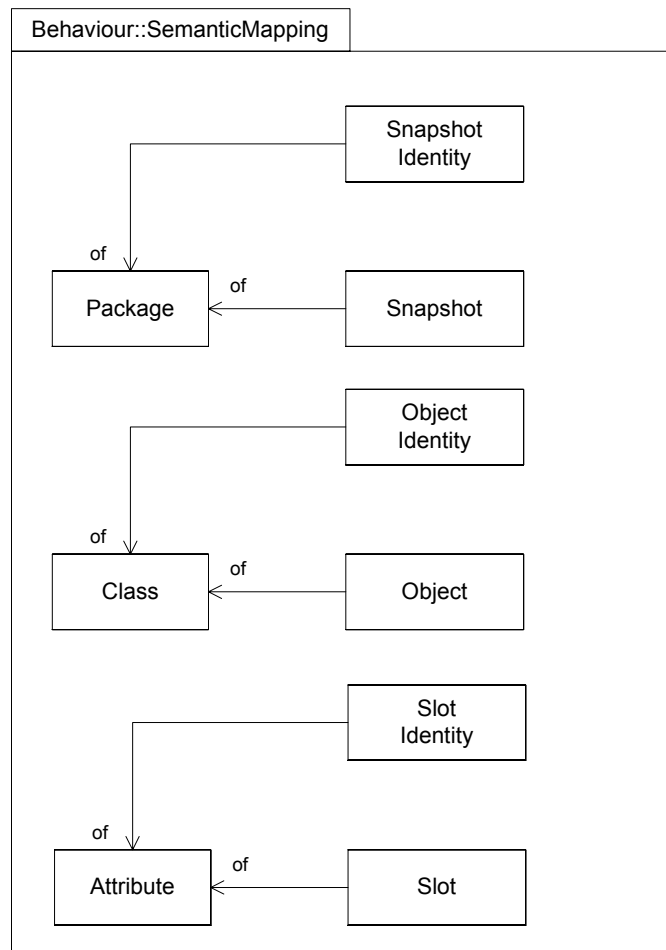 Behaviour::SemanticMapping
Snapshot
Identity
of
Package
of
Snapshot
Object
Identity
of
Class
of
Object
Slot
Identity
of
Attribute
of
Slot